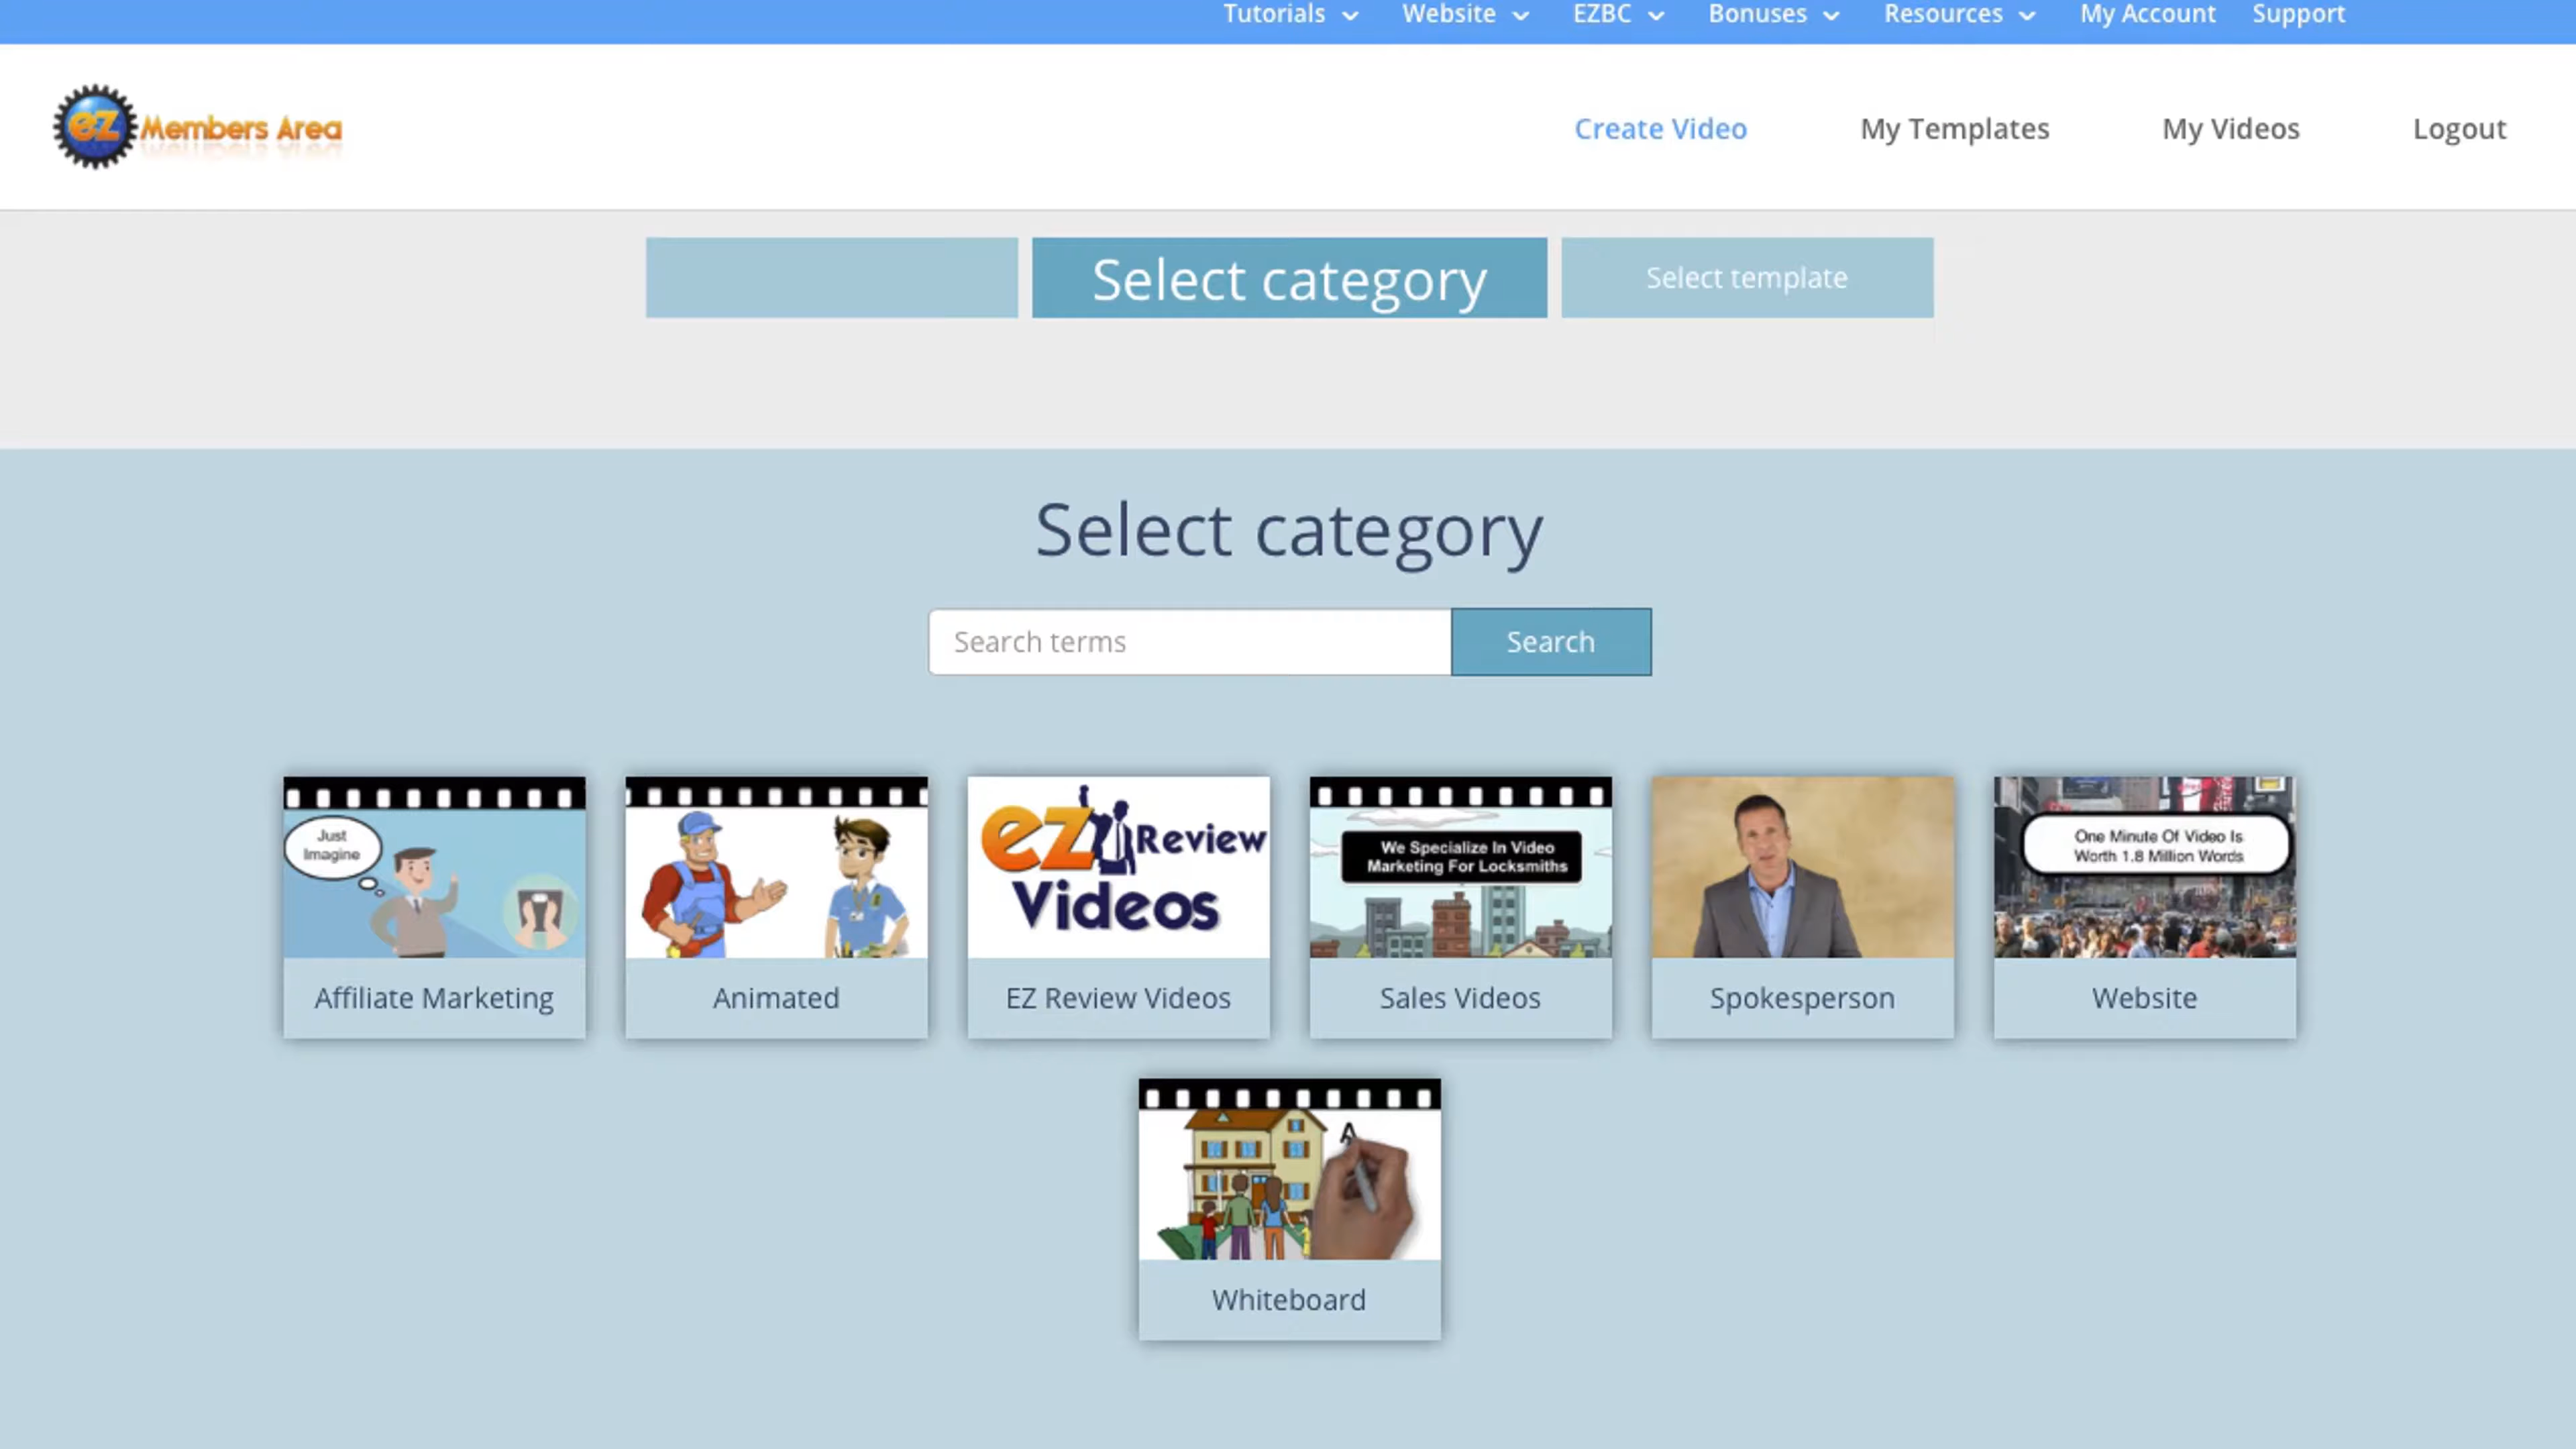 Tutorials Website EZBC Bonuses Resources My Account Support
eZ Members Area
Create Video My Templates My Videos Logout
Select category
Select template
Select category
Search terms Search
Just
Imagine
Affiliate Marketing
Animated
eZ Review
Videos
EZ Review Videos
We Specialize In Video
Marketing For Locksmiths
Sales Videos
Spokesperson
One Minute Of Video Is
Worth 1.8 Million Words
Website
A
Whiteboard